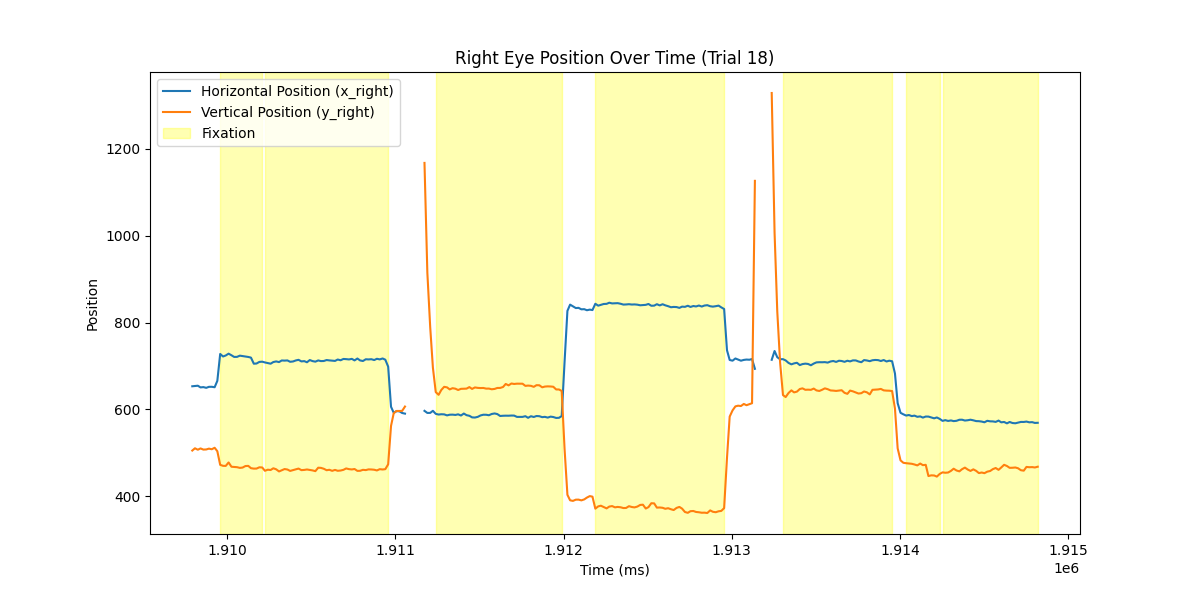 Right Eye Position Over Time (Trial 18)
Horizontal Position (x_right)
Vertical Position (y_right)
Fixation
1200
1000
800
600
400
Position
1.910 1.911 1.912 1.913 1.914 1.915
1e6
Time (ms)